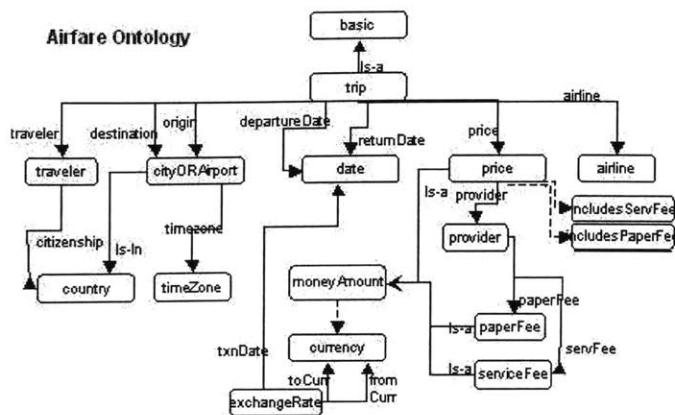 Airfare Ontology
basic
Is-a
trip
airline
traveler
destination
origin
departureDate
returnDate
price
traveler
cityORAirport
date
price
airline
Is-a
provider
includesServFee
includesPaperFee
citizenship
Is-In
timezone
provider
country
timeZone
moneyAmount
paperFee
Is-a
paperFee
txnDate
currency
servFee
Is-a
serviceFee
toCurr
from
Curr
exchangeRate